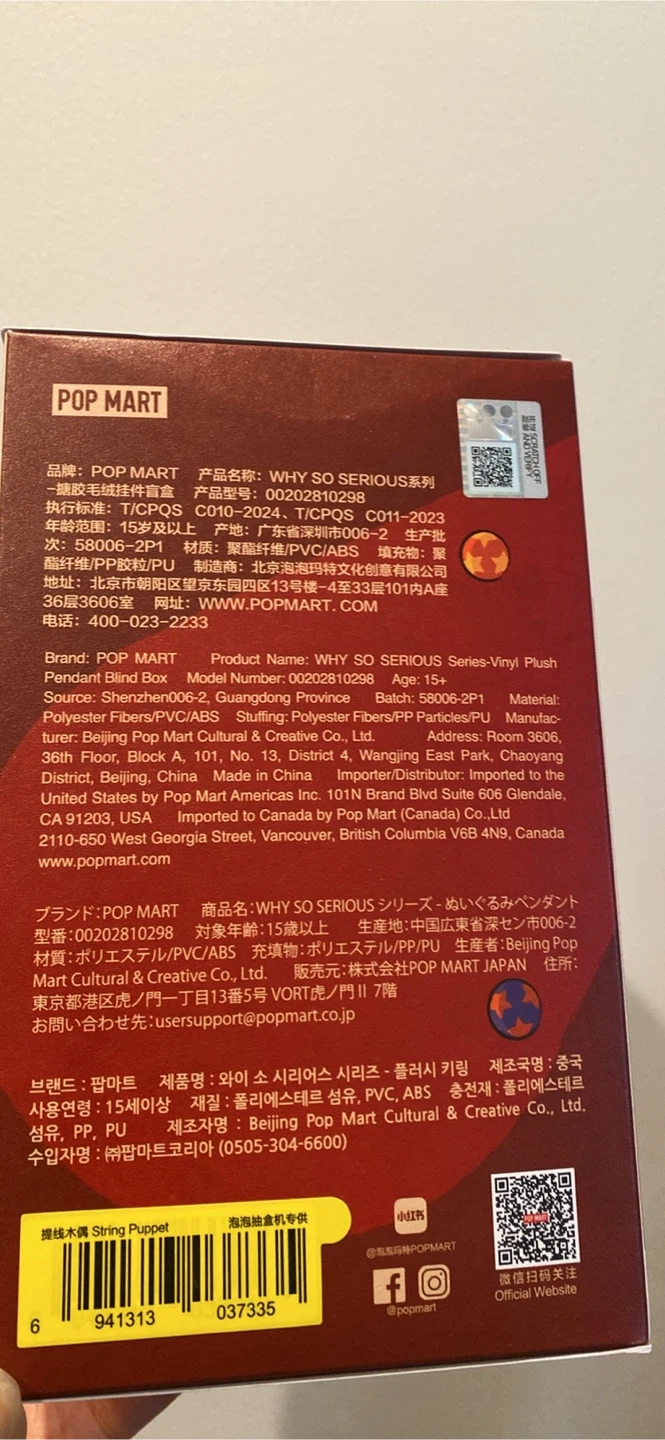 POP MART
开涂 SCRATCH OFF
刮层 AND VERIFY
品牌：POP MART 产品名称：WHY SO SERIOUS系列
-搪胶毛绒挂件盲盒 产品型号：00202810298
执行标准：T/CPQS C010-2024、T/CPQS C011-2023
年龄范围：15岁及以上 产地：广东省深圳市006-2 生产批
次：58006-2P1 材质：聚酯纤维/PVC/ABS 填充物：聚
酯纤维/PP胶粒/PU 制造商：北京泡泡玛特文化创意有限公司
地址：北京市朝阳区望京东园四区13号楼-4至33层101内A座
36层3606室 网址：WWW.POPMART.COM
电话：400-023-2233
Brand: POP MART Product Name: WHY SO SERIOUS Series-Vinyl Plush
Pendant Blind Box Model Number: 00202810298 Age: 15+
Source: Shenzhen006-2, Guangdong Province Batch: 58006-2P1 Material:
Polyester Fibers/PVC/ABS Stuffing: Polyester Fibers/PP Particles/PU Manufac-
turer: Beijing Pop Mart Cultural & Creative Co., Ltd. Address: Room 3606,
36th Floor, Block A, 101, No. 13, District 4, Wangjing East Park, Chaoyang
District, Beijing, China Made in China Importer/Distributor: Imported to the
United States by Pop Mart Americas Inc. 101N Brand Blvd Suite 606 Glendale,
CA 91203, USA Imported to Canada by Pop Mart (Canada) Co.,Ltd
2110-650 West Georgia Street, Vancouver, British Columbia V6B 4N9, Canada
www.popmart.com
ブランド：POP MART 商品名：WHY SO SERIOUS シリーズ - ぬいぐるみペンダント
型番：00202810298 対象年齢：15歳以上 生産地：中国広東省深セン市006-2
材質：ポリエステル/PVC/ABS 充填物：ポリエステル/PP/PU 生産者：Beijing Pop
Mart Cultural & Creative Co., Ltd. 販売元：株式会社POP MART JAPAN 住所：
東京都港区虎ノ門一丁目13番5号 VORT虎ノ門Ⅱ 7階
お問い合わせ先：usersupport@popmart.co.jp
브랜드 : 팝마트 제품명 : 와이 소 시리어스 시리즈 - 플러시 키링 제조국명 : 중국
사용연령 : 15세이상 재질 : 폴리에스테르 섬유, PVC, ABS 충전재 : 폴리에스테르
섬유, PP, PU 제조자명 : Beijing Pop Mart Cultural & Creative Co., Ltd.
수입자명 : ㈜팝마트코리아 (0505-304-6600)
提线木偶 String Puppet 泡泡抽盒机专供
6 941313 037335
小红书
@泡泡玛特POPMART
@popmart
POP MART
微信扫码关注
Official Website